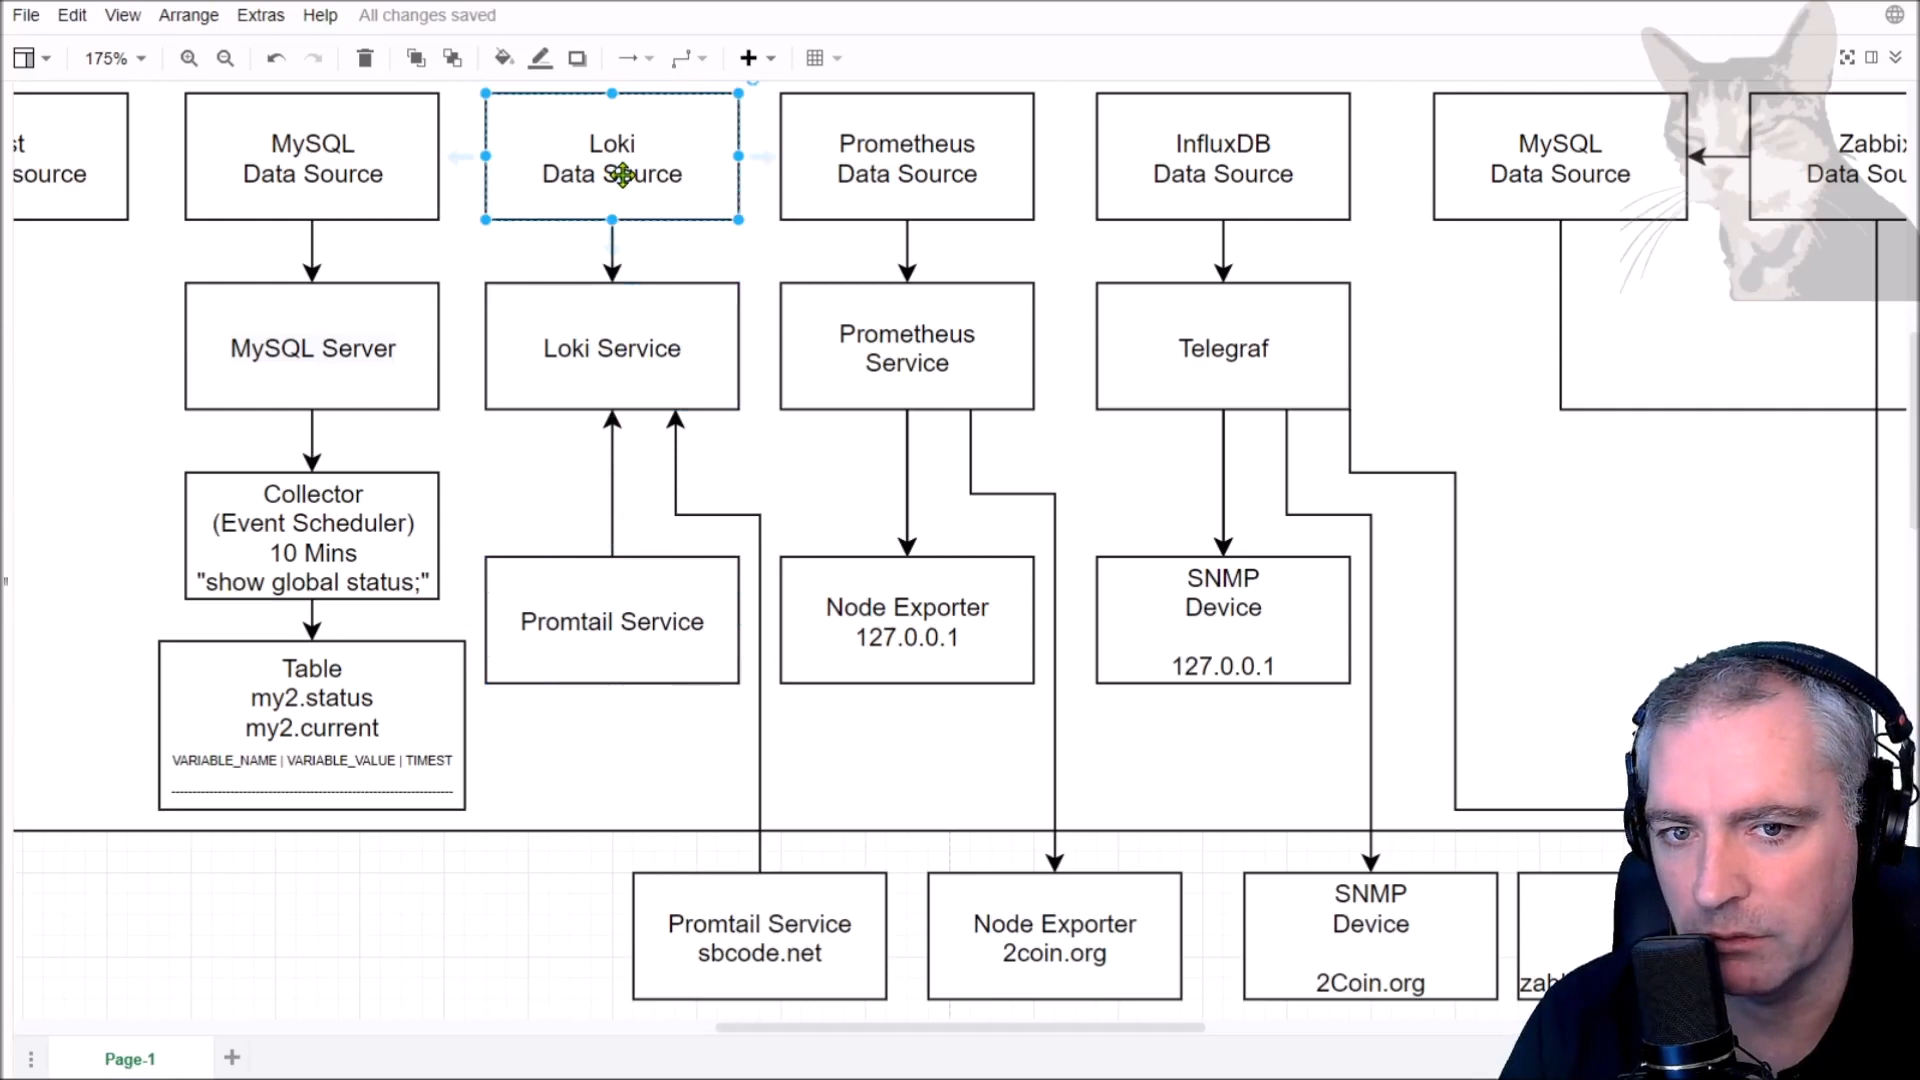 File Edit View Arrange Extras Help All changes saved
175%
source
MySQL
Data Source
Loki
Data Source
Prometheus
Data Source
InfluxDB
Data Source
MySQL
Data Source
MySQL Server
Loki Service
Prometheus
Service
Telegraf
Collector
(Event Scheduler)
10 Mins
"show global status;"
Table
my2.status
my2.current
VARIABLE_NAME | VARIABLE_VALUE | TIMEST
Promtail Service
Node Exporter
127.0.0.1
SNMP
Device
127.0.0.1
Promtail Service
sbcode.net
Node Exporter
2coin.org
SNMP
Device
2Coin.org
Page-1